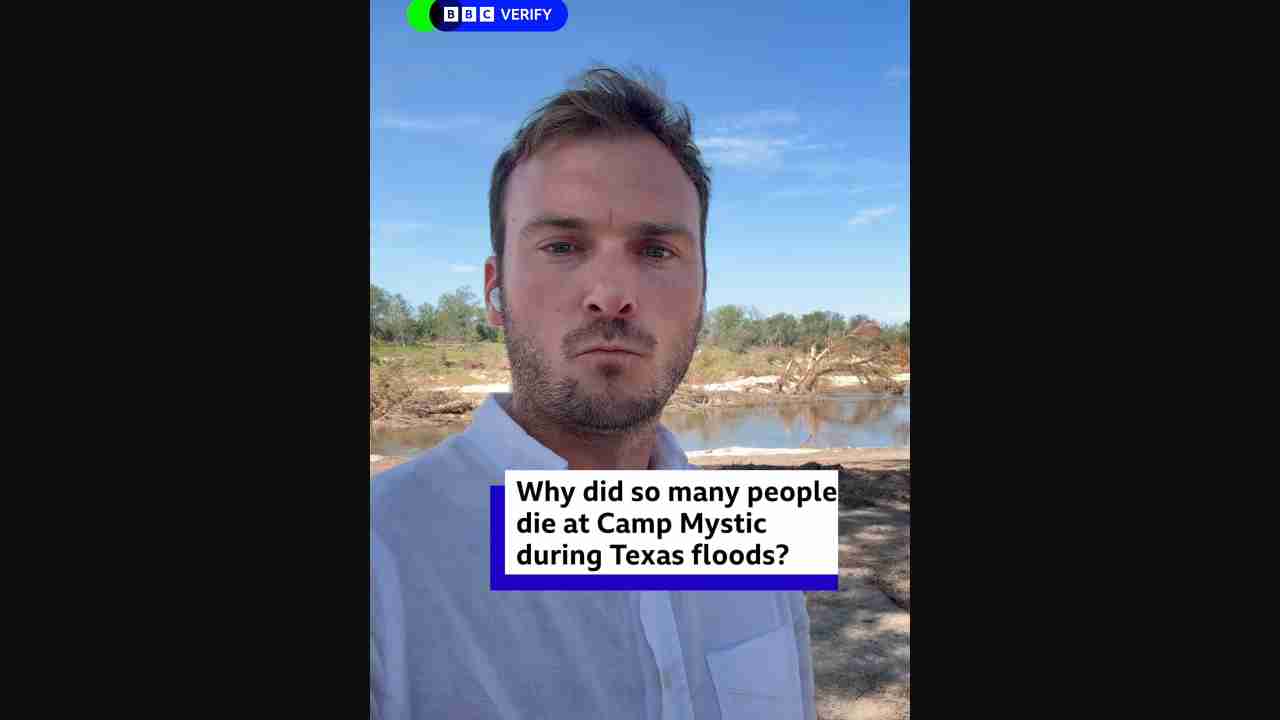 BBC VERIFY
Why did so many people
die at Camp Mystic
during Texas floods?